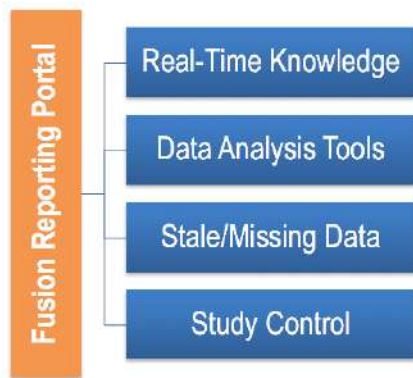 Fusion Reporting Portal
Real-Time Knowledge
Data Analysis Tools
Stale/Missing Data
Study Control